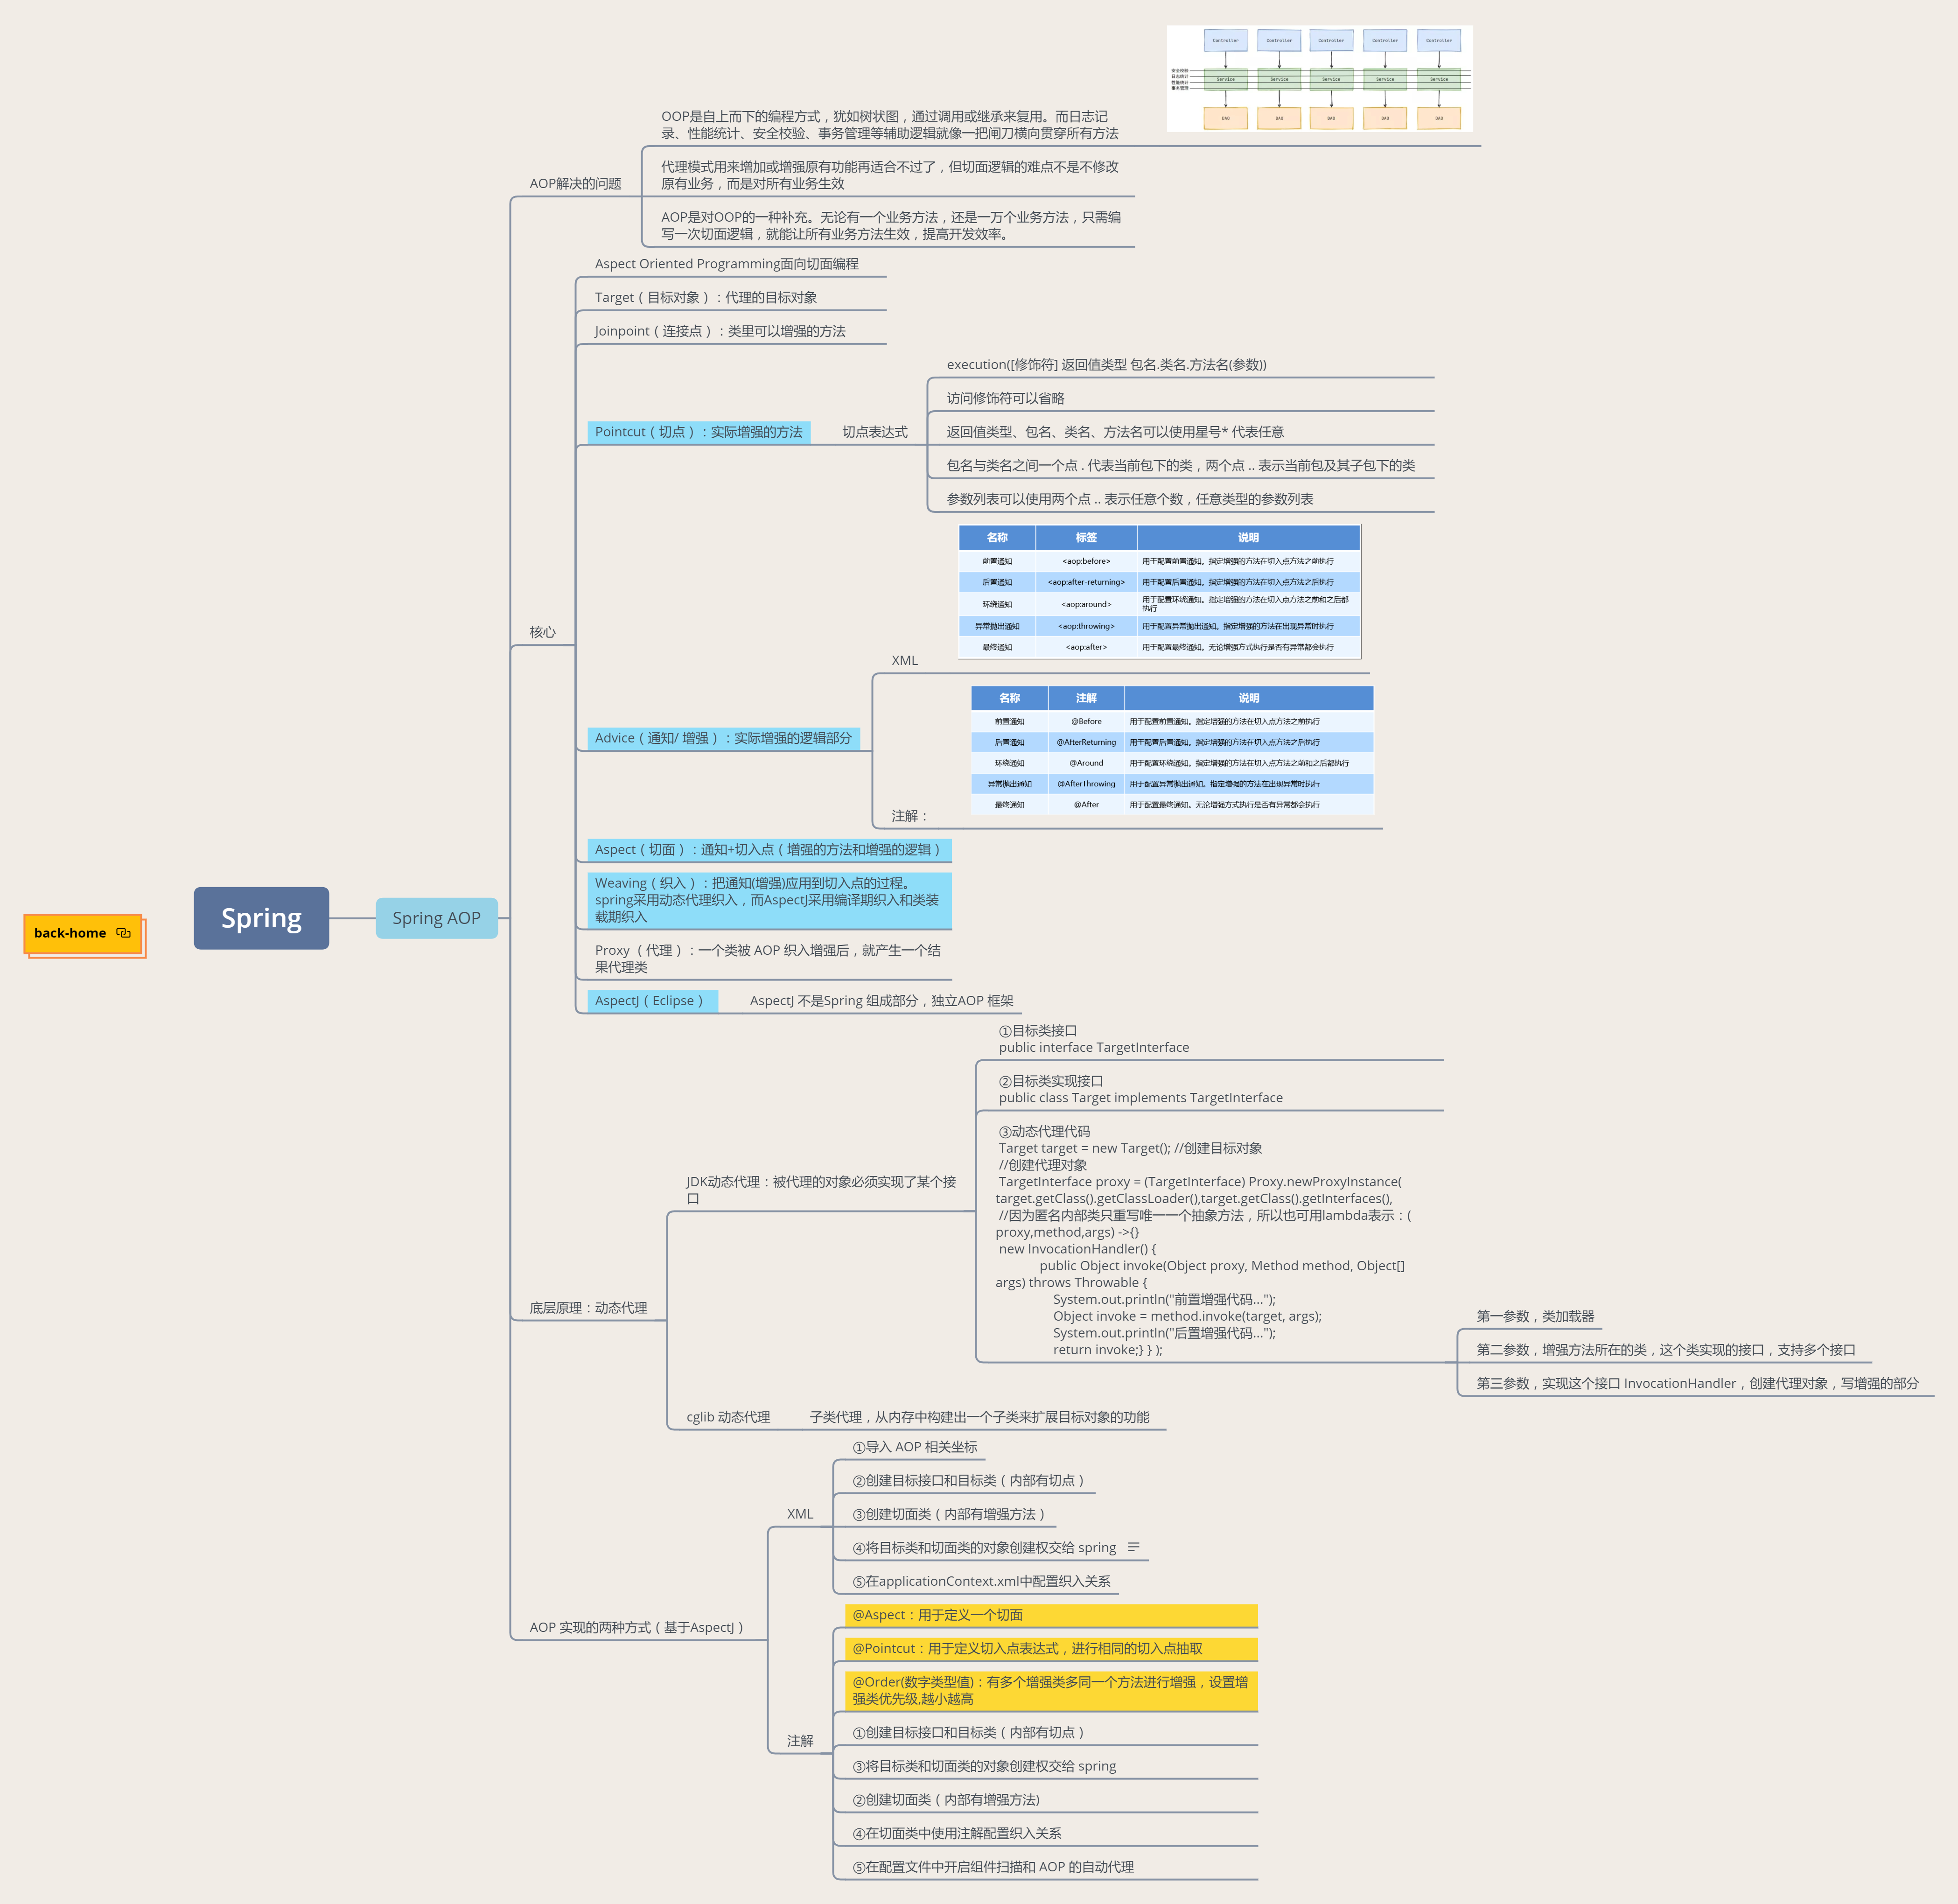 Controller Controller Controller Controller Controller
安全校验
日志统计
性能统计
事务管理
Service Service Service Service Service
DAO DAO DAO DAO DAO
OOP是自上而下的编程方式，犹如树状图，通过调用或继承来复用。而日志记
录、性能统计、安全校验、事务管理等辅助逻辑就像一把闸刀横向贯穿所有方法
代理模式用来增加或增强原有功能再适合不过了，但切面逻辑的难点不是不修改
原有业务，而是对所有业务生效
AOP解决的问题
AOP是对OOP的一种补充。无论有一个业务方法，还是一万个业务方法，只需编
写一次切面逻辑，就能让所有业务方法生效，提高开发效率。
Aspect Oriented Programming面向切面编程
Target（目标对象）：代理的目标对象
Joinpoint（连接点）：类里可以增强的方法
execution([修饰符] 返回值类型 包名.类名.方法名(参数))
访问修饰符可以省略
Pointcut（切点）：实际增强的方法
切点表达式
返回值类型、包名、类名、方法名可以使用星号* 代表任意
包名与类名之间一个点 . 代表当前包下的类，两个点 .. 表示当前包及其子包下的类
参数列表可以使用两个点 .. 表示任意个数，任意类型的参数列表
名称 标签 说明
前置通知 <aop:before> 用于配置前置通知。指定增强的方法在切入点方法之前执行
后置通知 <aop:after-returning> 用于配置后置通知。指定增强的方法在切入点方法之后执行
环绕通知 <aop:around> 用于配置环绕通知。指定增强的方法在切入点方法之前和之后都
执行
异常抛出通知 <aop:throwing> 用于配置异常抛出通知。指定增强的方法在出现异常时执行
最终通知 <aop:after> 用于配置最终通知。无论增强方式执行是否有异常都会执行
核心
XML
名称 注解 说明
前置通知 @Before 用于配置前置通知。指定增强的方法在切入点方法之前执行
后置通知 @AfterReturning 用于配置后置通知。指定增强的方法在切入点方法之后执行
环绕通知 @Around 用于配置环绕通知。指定增强的方法在切入点方法之前和之后都执行
异常抛出通知 @AfterThrowing 用于配置异常抛出通知。指定增强的方法在出现异常时执行
最终通知 @After 用于配置最终通知。无论增强方式执行是否有异常都会执行
Advice（通知/ 增强）：实际增强的逻辑部分
注解：
Aspect（切面）：通知+切入点（增强的方法和增强的逻辑）
Weaving（织入）：把通知(增强)应用到切入点的过程。
spring采用动态代理织入，而AspectJ采用编译期织入和类装
载期织入
Spring
Spring AOP
back-home
Proxy （代理）：一个类被 AOP 织入增强后，就产生一个结
果代理类
AspectJ（Eclipse）
AspectJ 不是Spring 组成部分，独立AOP 框架
①目标类接口
public interface TargetInterface
②目标类实现接口
public class Target implements TargetInterface
JDK动态代理：被代理的对象必须实现了某个接
口
③动态代理代码
Target target = new Target(); //创建目标对象
//创建代理对象
TargetInterface proxy = (TargetInterface) Proxy.newProxyInstance(
target.getClass().getClassLoader(),target.getClass().getInterfaces(),
//因为匿名内部类只重写唯一一个抽象方法，所以也可用lambda表示：(
proxy,method,args) ->{}
new InvocationHandler() {
public Object invoke(Object proxy, Method method, Object[]
args) throws Throwable {
System.out.println("前置增强代码...");
Object invoke = method.invoke(target, args);
System.out.println("后置增强代码...");
return invoke;} } );
底层原理：动态代理
第一参数，类加载器
第二参数，增强方法所在的类，这个类实现的接口，支持多个接口
第三参数，实现这个接口 InvocationHandler，创建代理对象，写增强的部分
cglib 动态代理
子类代理，从内存中构建出一个子类来扩展目标对象的功能
①导入 AOP 相关坐标
②创建目标接口和目标类（内部有切点）
XML
③创建切面类（内部有增强方法）
④将目标类和切面类的对象创建权交给 spring
⑤在applicationContext.xml中配置织入关系
AOP 实现的两种方式（基于AspectJ）
@Aspect：用于定义一个切面
@Pointcut：用于定义切入点表达式，进行相同的切入点抽取
@Order(数字类型值)：有多个增强类多同一个方法进行增强，设置增
强类优先级,越小越高
注解
①创建目标接口和目标类（内部有切点）
③将目标类和切面类的对象创建权交给 spring
②创建切面类（内部有增强方法)
④在切面类中使用注解配置织入关系
⑤在配置文件中开启组件扫描和 AOP 的自动代理